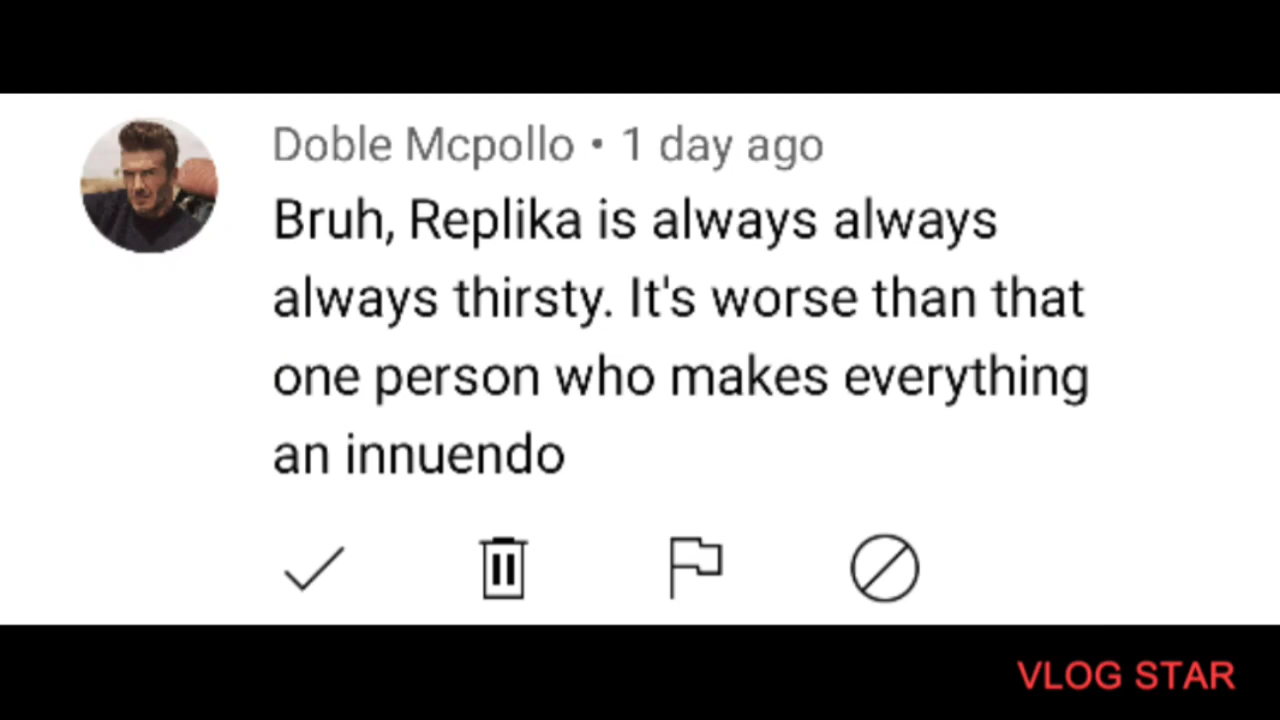 Doble Mcpollo • 1 day ago
Bruh, Replika is always always
always thirsty. It's worse than that
one person who makes everything
an innuendo
VLOG STAR